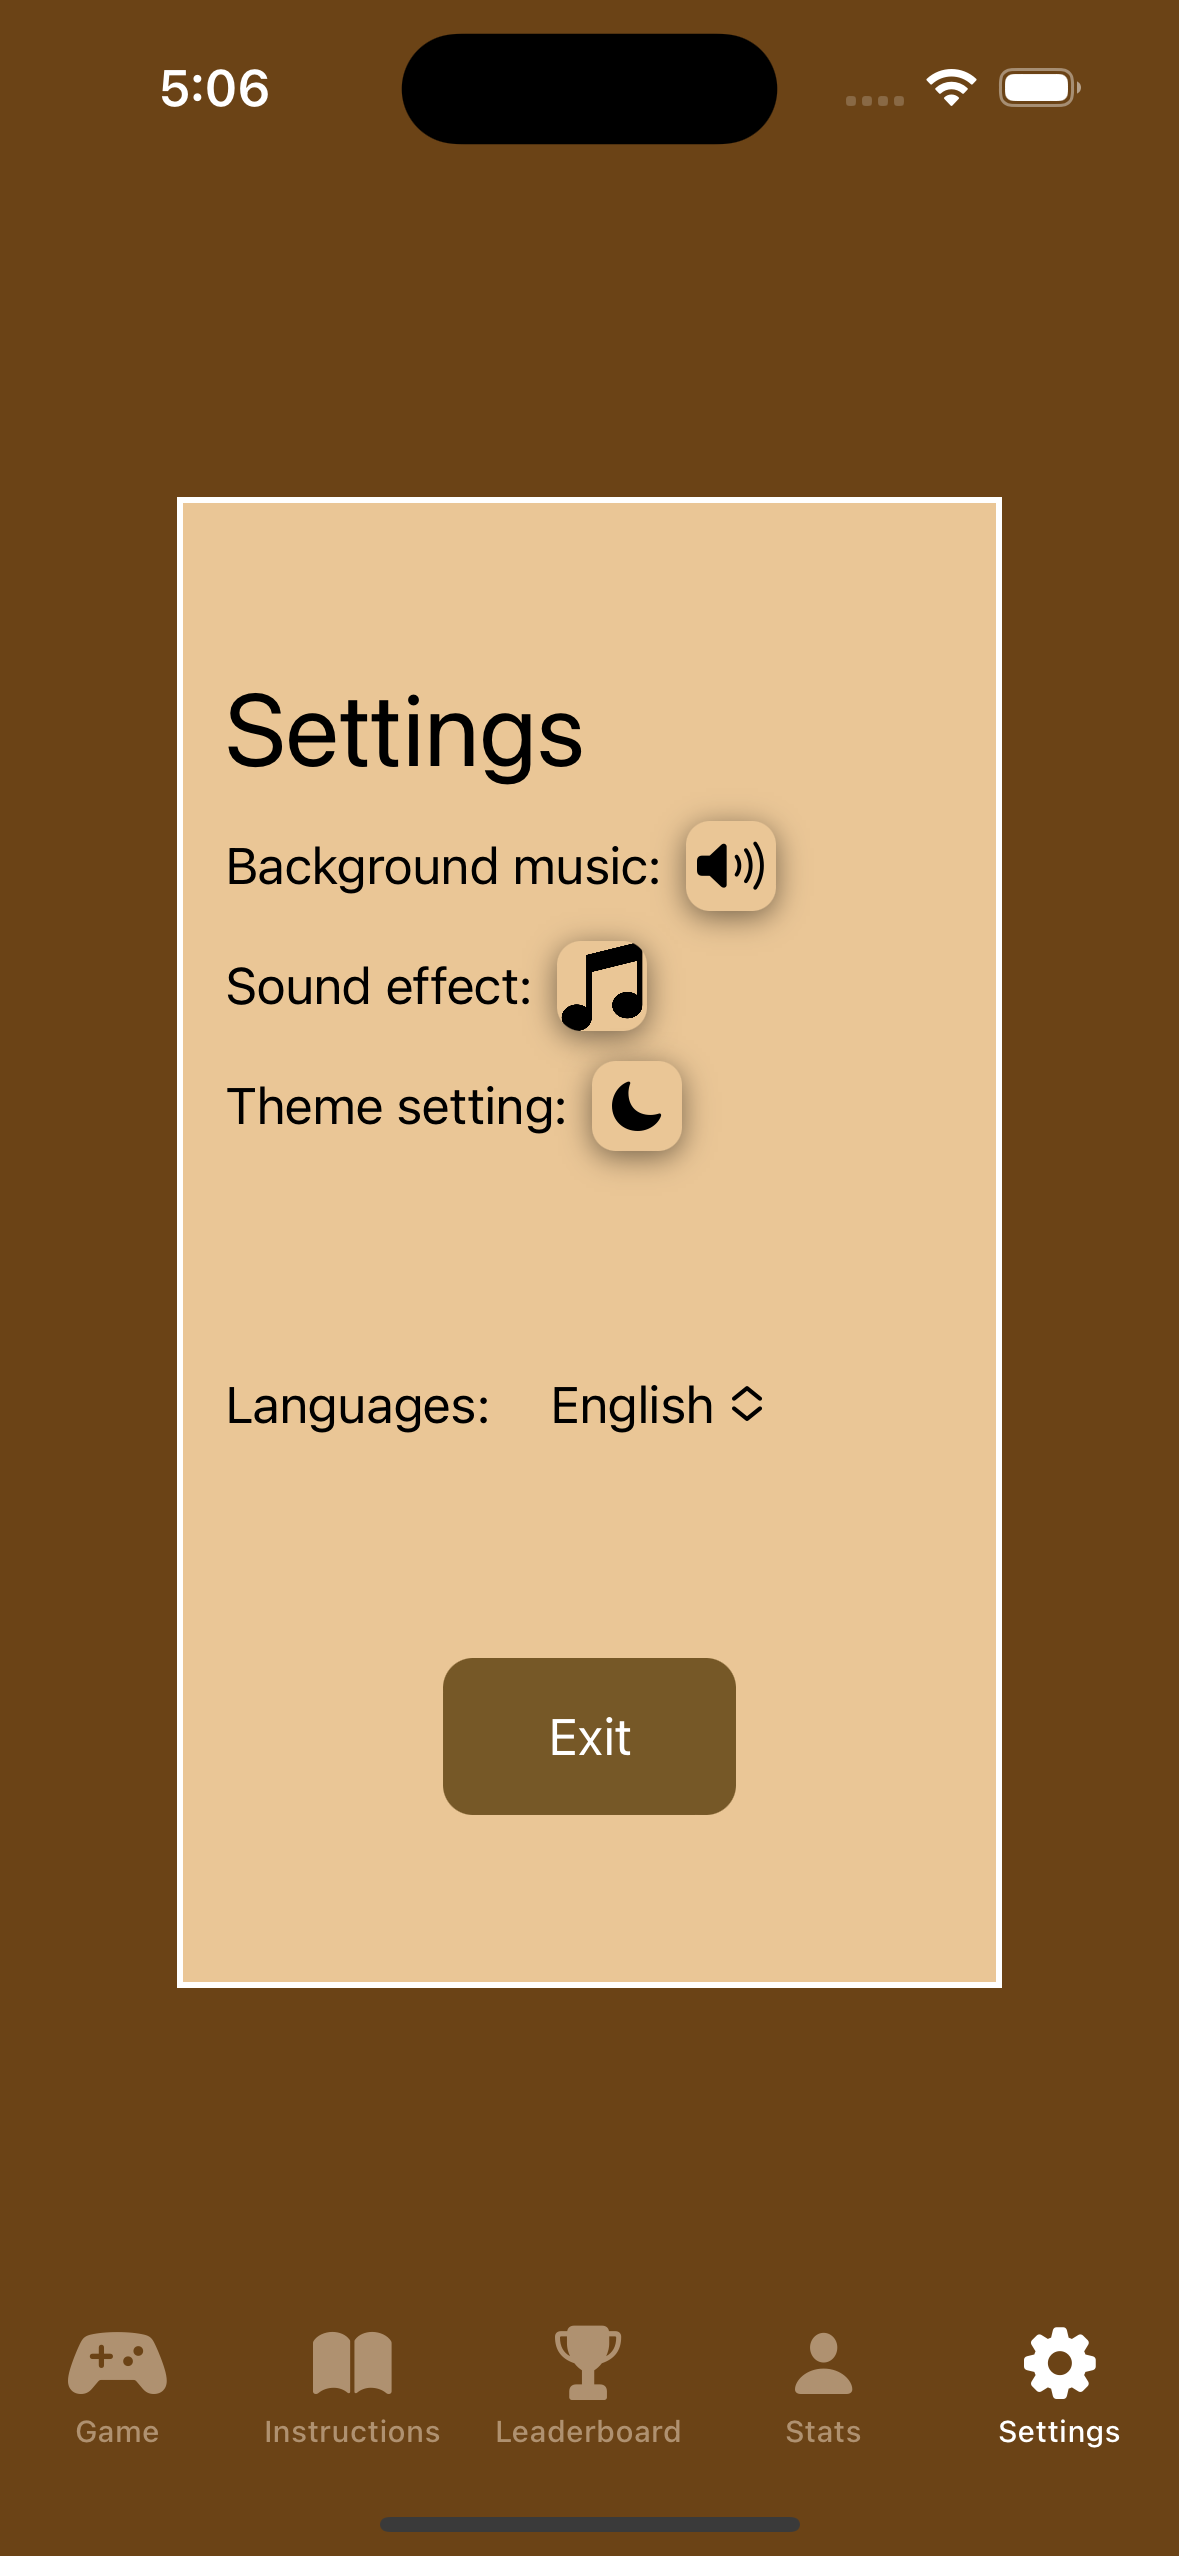 5:06
Settings
Background music:
Sound effect:
Theme setting:
Languages: English
Exit
Game Instructions Leaderboard Stats Settings